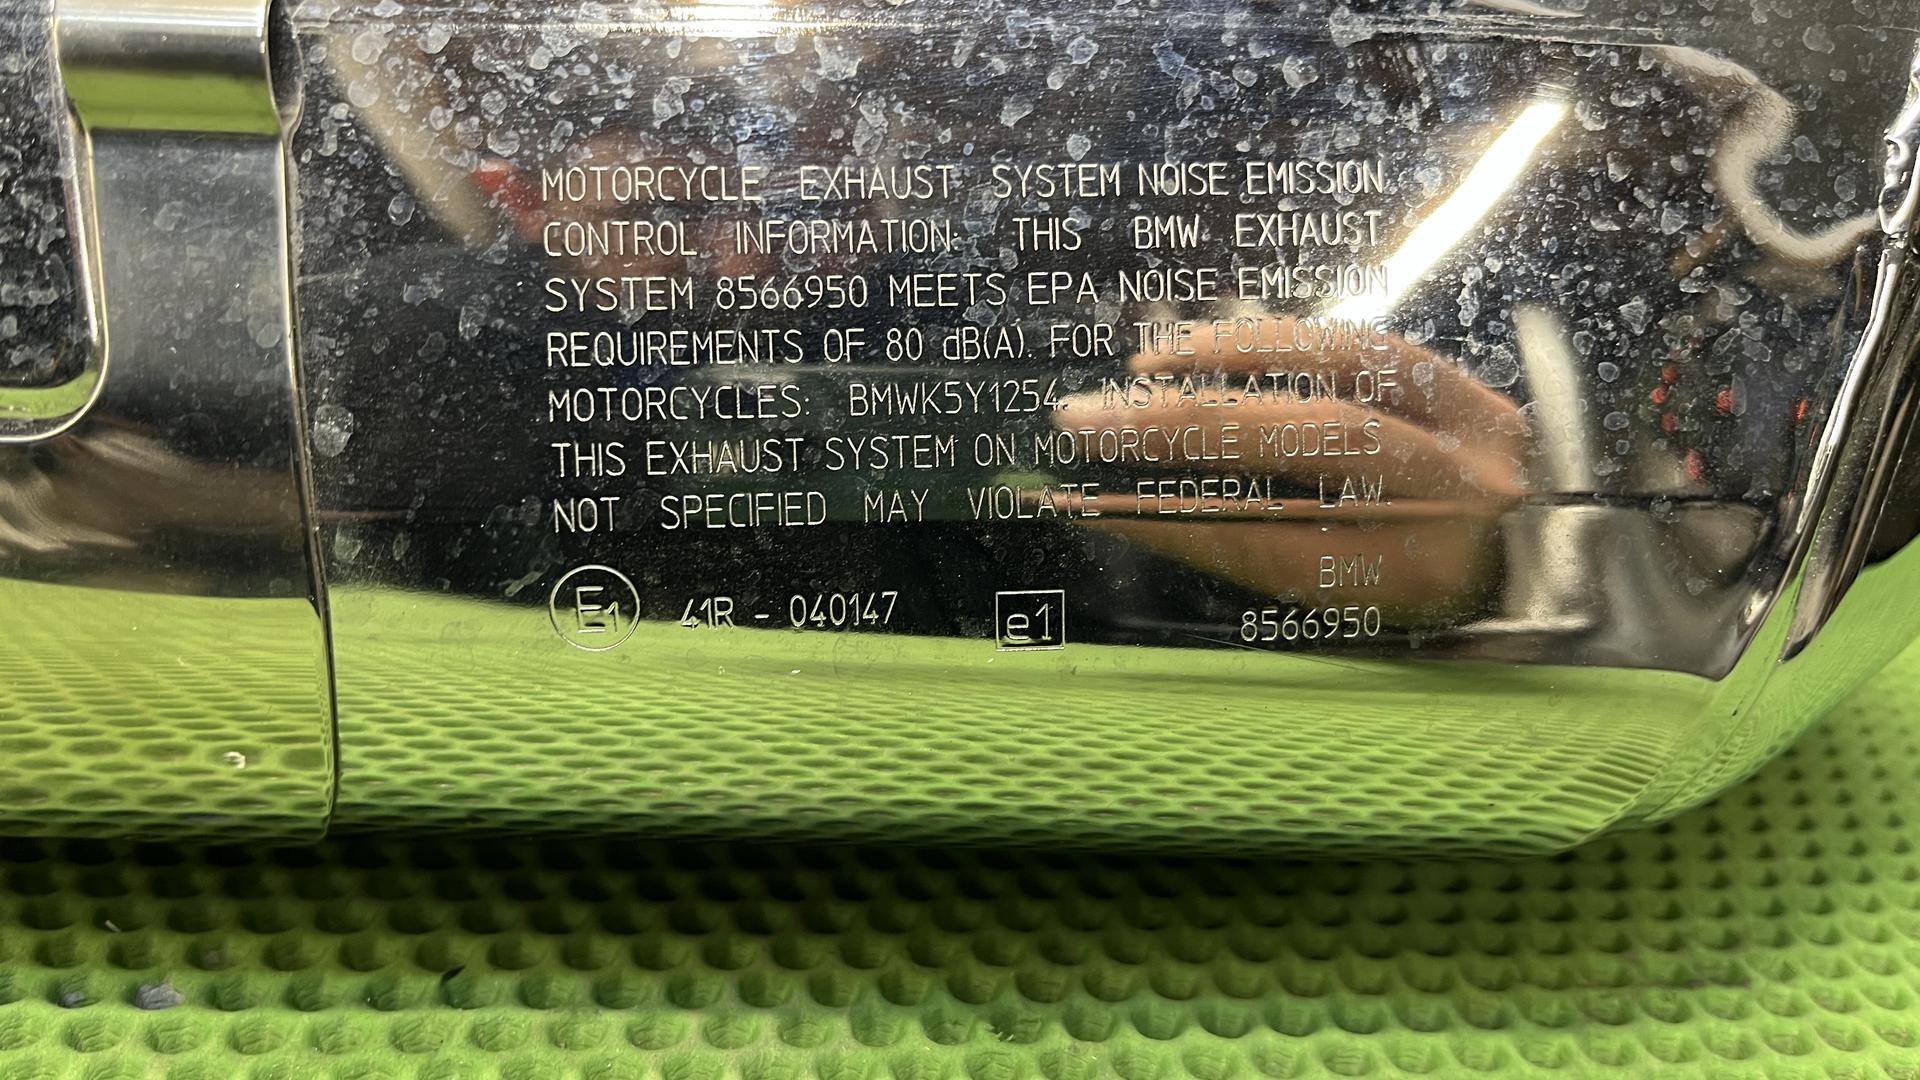 MOTORCYCLE EXHAUST SYSTEM NOISE EMISSION
CONTROL INFORMATION: THIS BMW EXHAUST
SYSTEM 8566950 MEETS EPA NOISE EMISSION
REQUIREMENTS OF 80 dB(A). FOR THE FOLLOWING
MOTORCYCLES: BMWK5Y1254. INSTALLATION OF
THIS EXHAUST SYSTEM ON MOTORCYCLE MODELS
NOT SPECIFIED MAY VIOLATE FEDERAL LAW.
BMW
E1 41R - 040147 e1 8566950